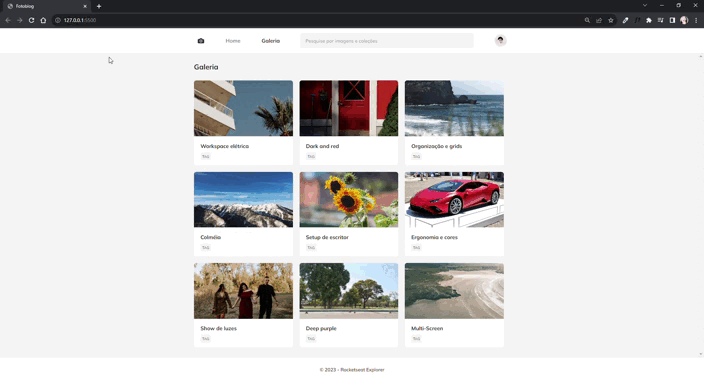 Fotoblog
127.0.0.1:5500
Home
Galeria
Pesquise por imagens e coleções
Galeria
Workspace elétrica
TAG
Dark and red
TAG
Organização e grids
TAG
Colméia
TAG
Setup de escritor
TAG
Ergonomia e cores
TAG
Show de luzes
TAG
Deep purple
TAG
Multi-Screen
TAG
© 2023 - Rocketseat Explorer